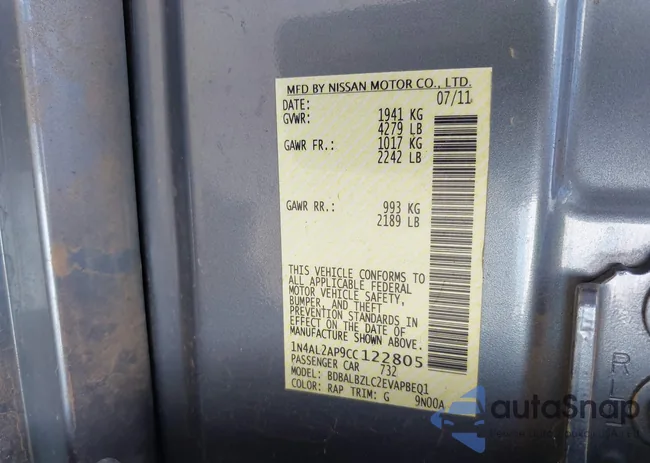 MFD BY NISSAN MOTOR CO., LTD.
DATE: 07/11
GVWR: 1941 KG
4279 LB
GAWR FR.: 1017 KG
2242 LB
GAWR RR.: 993 KG
2189 LB
THIS VEHICLE CONFORMS TO
ALL APPLICABLE FEDERAL
MOTOR VEHICLE SAFETY,
BUMPER, AND THEFT
PREVENTION STANDARDS IN
EFFECT ON THE DATE OF
MANUFACTURE SHOWN ABOVE.
1N4AL2AP9CC122805
PASSENGER CAR 732
MODEL: BDBALBZLC2EVAPBEQ1
COLOR: RAP TRIM: G 9N00A
autoSnap